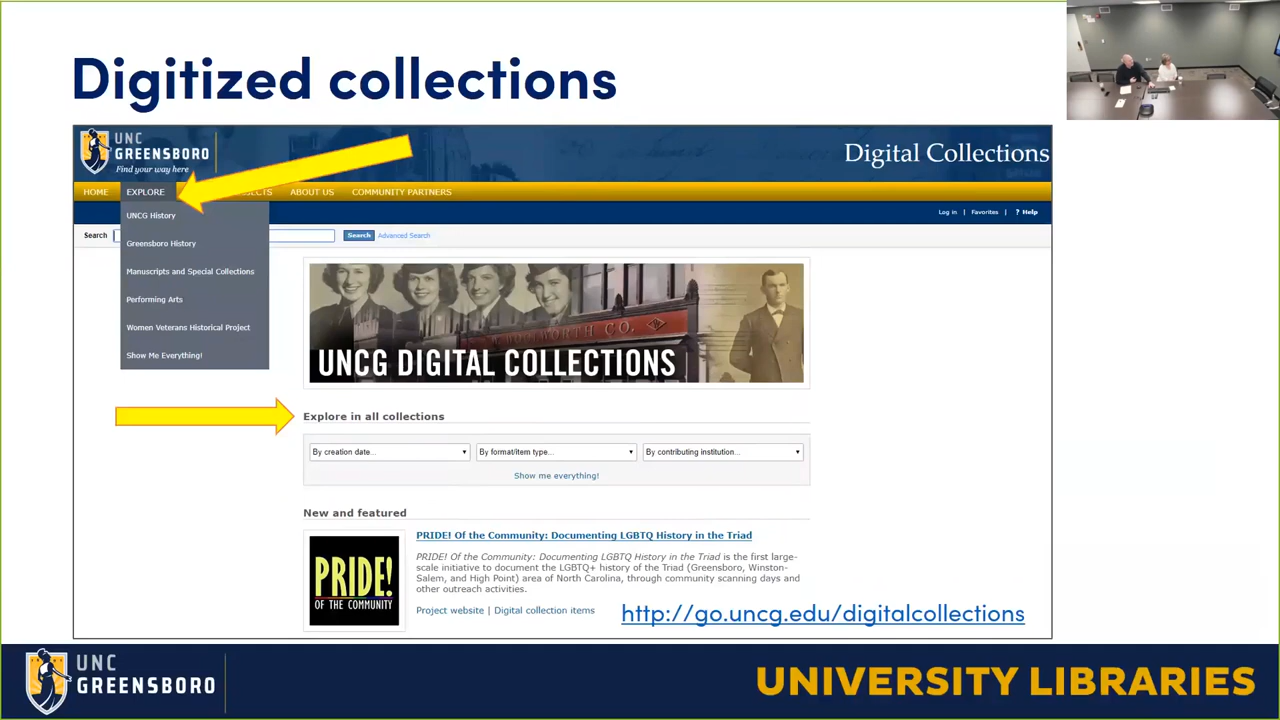 Digitized collections
UNC
GREENSBORO
Find your way here
Digital Collections
HOME EXPLORE ABOUT US COMMUNITY PARTNERS
Log in | Favorites | ? Help
UNCG History
Search Search Advanced Search
Greensboro History
Manuscripts and Special Collections
Performing Arts
Women Veterans Historical Project
Show Me Everything!
WOOLWORTH CO.
UNCG DIGITAL COLLECTIONS
Explore in all collections
By creation date... By format/item type... By contributing institution...
Show me everything!
New and featured
PRIDE!
OF THE COMMUNITY
PRIDE! Of the Community: Documenting LGBTQ History in the Triad
PRIDE! Of the Community: Documenting LGBTQ History in the Triad is the first large-
scale initiative to document the LGBTQ+ history of the Triad (Greensboro, Winston-
Salem, and High Point) area of North Carolina, through community scanning days and
other outreach activities.
Project website | Digital collection items
http://go.uncg.edu/digitalcollections
UNC
GREENSBORO
UNIVERSITY LIBRARIES